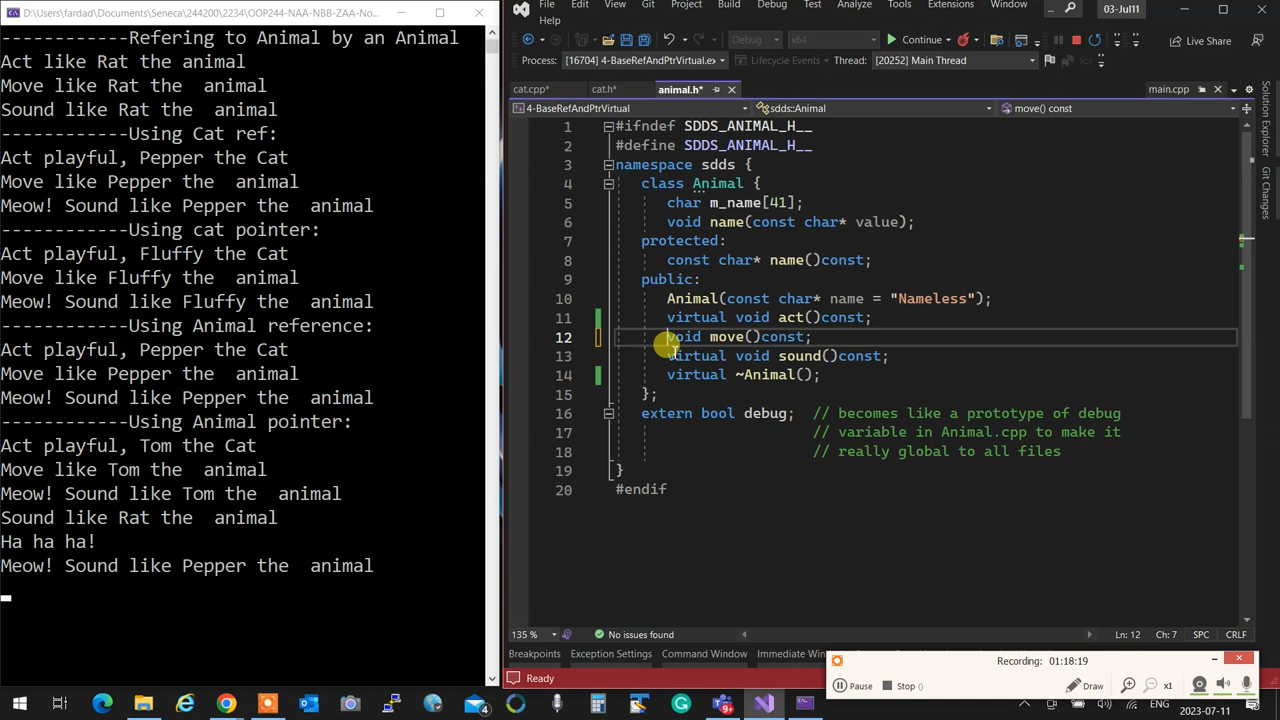 D:\Users\fardad\Documents\Seneca\244200\2234\OOP244-NAA-NBB-ZAA-No...
------------Refering to Animal by an Animal
Act like Rat the animal
Move like Rat the  animal
Sound like Rat the  animal
------------Using Cat ref:
Act playful, Pepper the Cat
Move like Pepper the  animal
Meow! Sound like Pepper the  animal
------------Using cat pointer:
Act playful, Fluffy the Cat
Move like Fluffy the  animal
Meow! Sound like Fluffy the  animal
------------Using Animal reference:
Act playful, Pepper the Cat
Move like Pepper the  animal
Meow! Sound like Pepper the  animal
------------Using Animal pointer:
Act playful, Tom the Cat
Move like Tom the  animal
Meow! Sound like Tom the  animal
Sound like Rat the  animal
Ha ha ha!
Meow! Sound like Pepper the  animal
File Edit View Git Project Build Debug Test Analyze Tools Extensions Window 03-Jul11
Help
Debug x64 Continue Live Share
Process: [16704] 4-BaseRefAndPtrVirtual.ex Lifecycle Events Thread: [20252] Main Thread
cat.cpp* cat.h* animal.h* main.cpp
4-BaseRefAndPtrVirtual sdds::Animal move() const
1 #ifndef SDDS_ANIMAL_H__
2 #define SDDS_ANIMAL_H__
3 namespace sdds {
4 class Animal {
5 char m_name[41];
6 void name(const char* value);
7 protected:
8 const char* name()const;
9 public:
10 Animal(const char* name = "Nameless");
11 virtual void act()const;
12 void move()const;
13 virtual void sound()const;
14 virtual ~Animal();
15 };
16 extern bool debug;  // becomes like a prototype of debug
17 // variable in Animal.cpp to make it
18 // really global to all files
19 }
20 #endif
Solution Explorer
Git Changes
135 % No issues found Ln: 12 Ch: 7 SPC CRLF
Breakpoints Exception Settings Command Window Immediate Win
Ready
Recording: 01:18:19
Pause Stop () Draw x1
ENG 2023-07-11